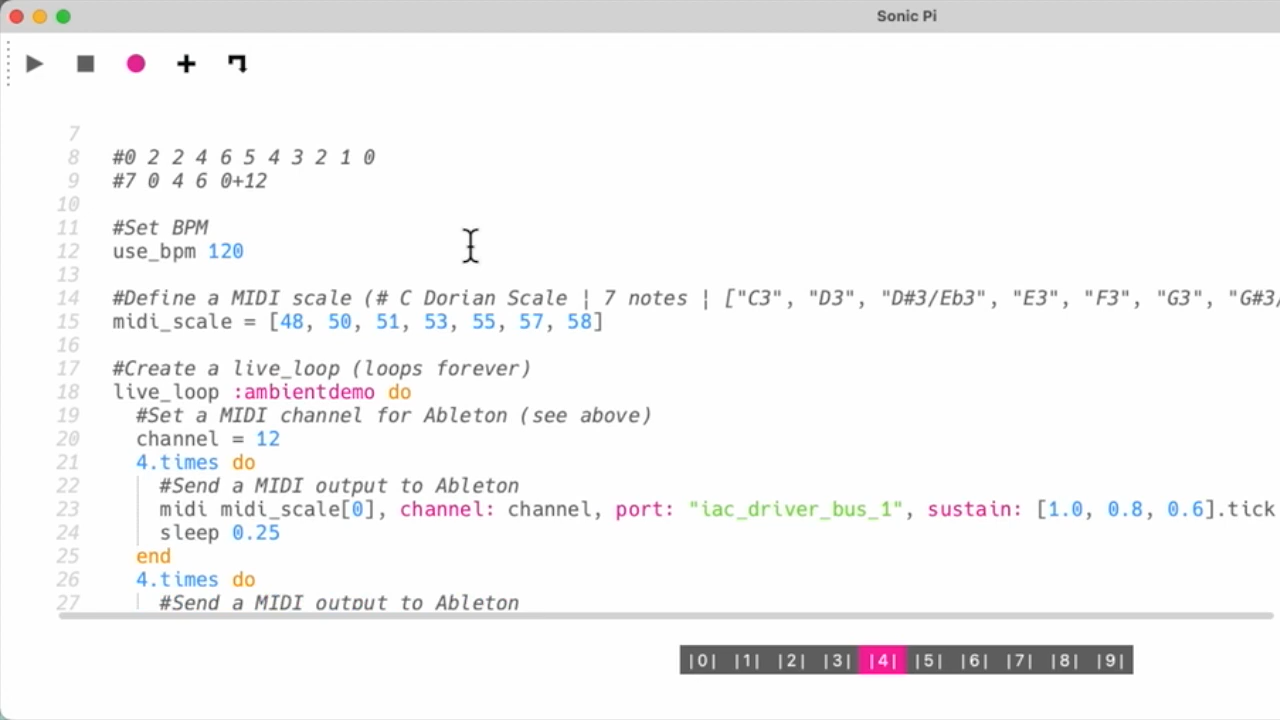 Sonic Pi
7
8 #0 2 2 4 6 5 4 3 2 1 0
9 #7 0 4 6 0+12
10
11 #Set BPM
12 use_bpm 120
13
14 #Define a MIDI scale (# C Dorian Scale | 7 notes | ["C3", "D3", "D#3/Eb3", "E3", "F3", "G3", "G#3/
15 midi_scale = [48, 50, 51, 53, 55, 57, 58]
16
17 #Create a live_loop (loops forever)
18 live_loop :ambientdemo do
19 #Set a MIDI channel for Ableton (see above)
20 channel = 12
21 4.times do
22 #Send a MIDI output to Ableton
23 midi midi_scale[0], channel: channel, port: "iac_driver_bus_1", sustain: [1.0, 0.8, 0.6].tick
24 sleep 0.25
25 end
26 4.times do
27 #Send a MIDI output to Ableton
|0| |1| |2| |3| |4| |5| |6| |7| |8| |9|